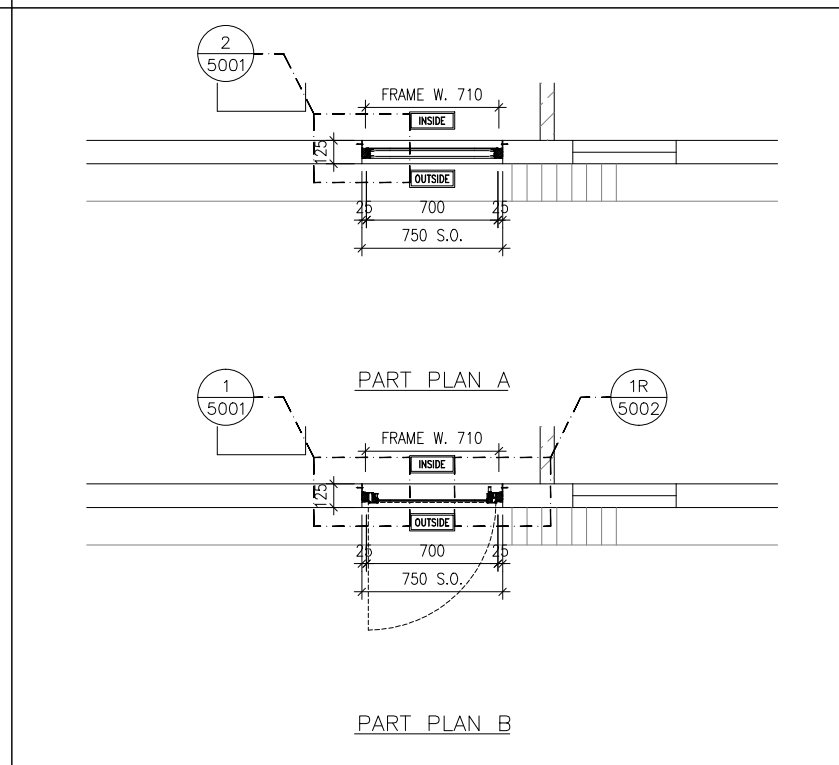 2
5001
FRAME W. 710
INSIDE
125
OUTSIDE
25 700 25
750 S.O.
PART PLAN A
1
5001
1R
5002
FRAME W. 710
INSIDE
125
OUTSIDE
25 700 25
750 S.O.
PART PLAN B